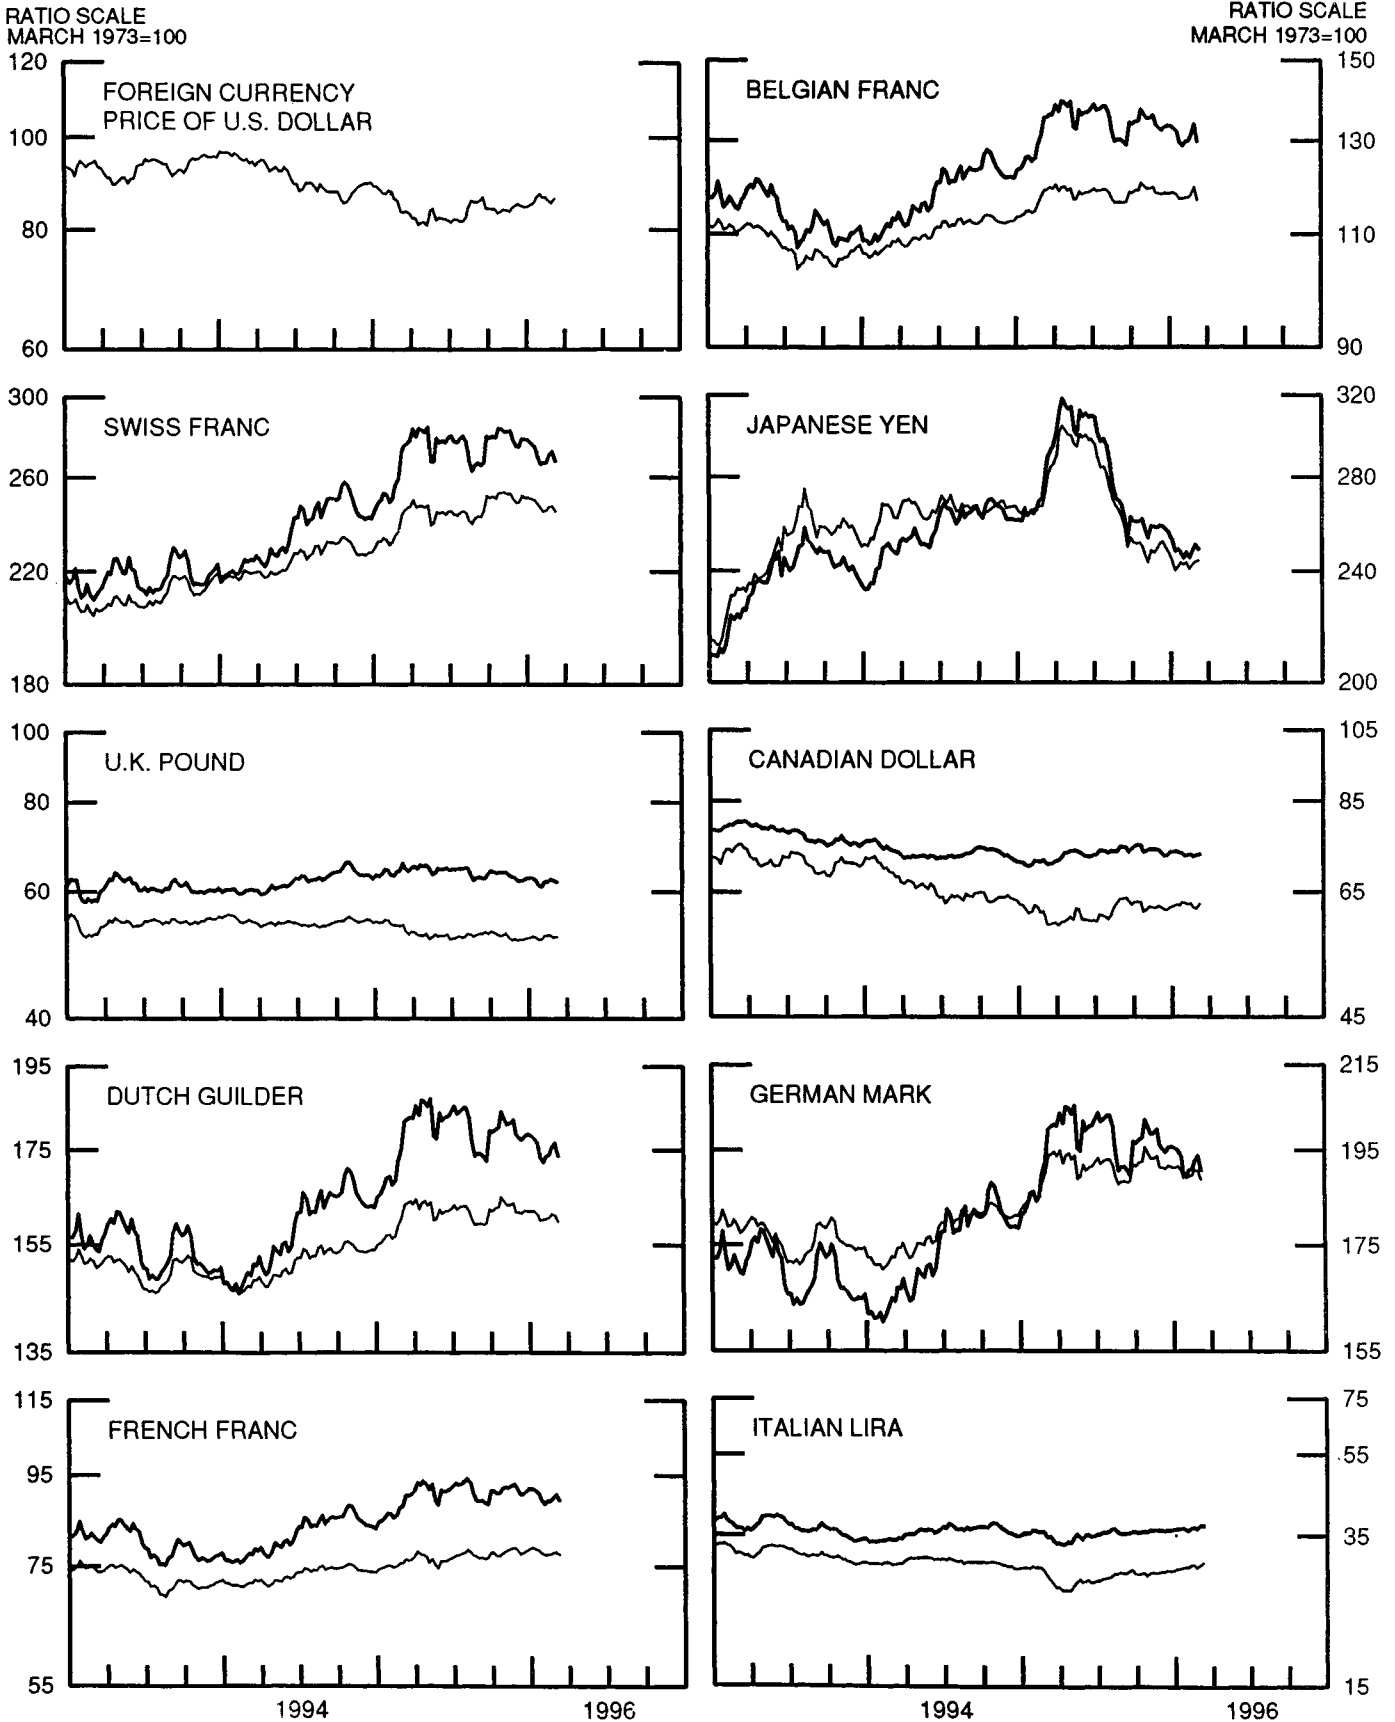 RATIO SCALE
MARCH 1973=100
RATIO SCALE
MARCH 1973=100
FOREIGN CURRENCY
PRICE OF U.S. DOLLAR
120
100
80
60
BELGIAN FRANC
150
130
110
90
SWISS FRANC
300
260
220
180
JAPANESE YEN
320
280
240
200
U.K. POUND
100
80
60
40
CANADIAN DOLLAR
105
85
65
45
DUTCH GUILDER
195
175
155
135
GERMAN MARK
215
195
175
155
FRENCH FRANC
115
95
75
55
ITALIAN LIRA
75
55
35
15
1994
1996
1994
1996